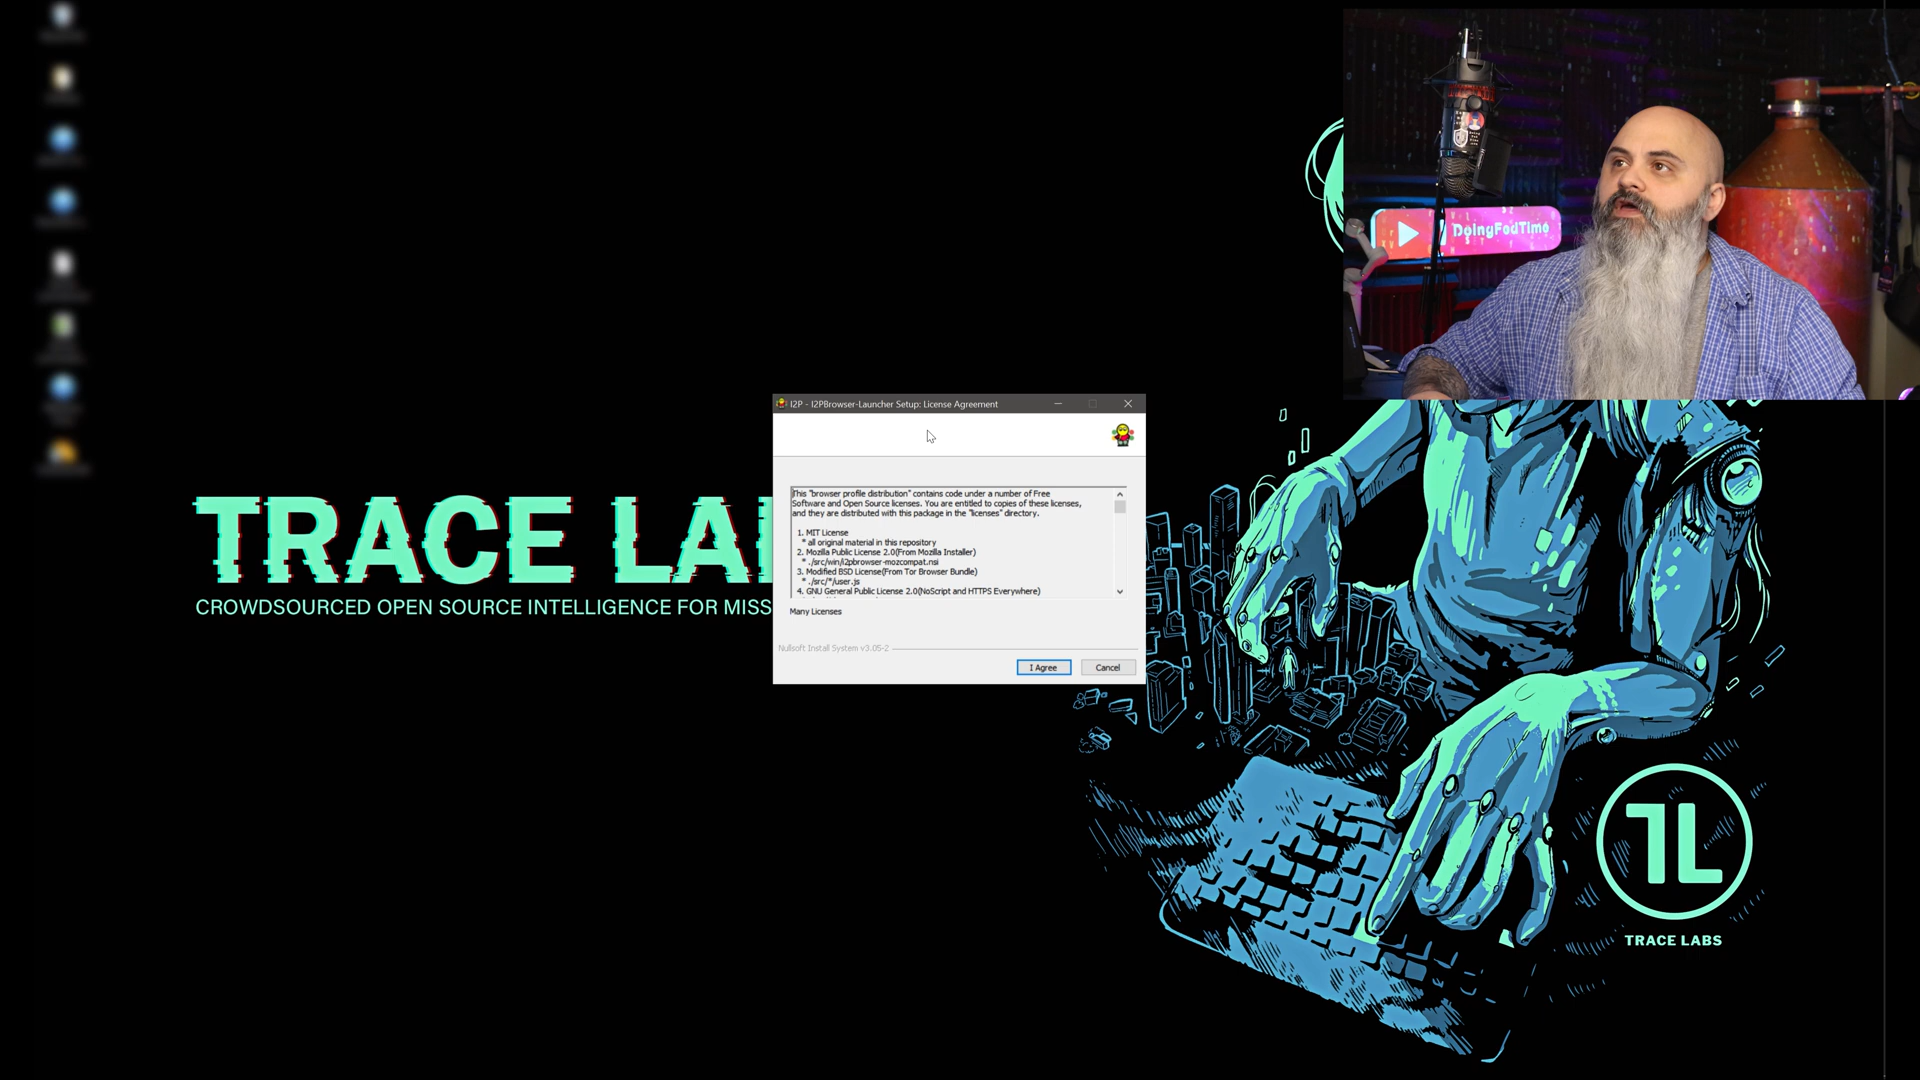 DoingFedTime
I2P - I2PBrowser-Launcher Setup: License Agreement
This "browser profile distribution" contains code under a number of Free
Software and Open Source licenses. You are entitled to copies of these licenses,
and they are distributed with this package in the "licenses" directory.
1. MIT License
* all original material in this repository
2. Mozilla Public License 2.0(From Mozilla Installer)
* ./src/win/i2pbrowser-mozcompat.nsi
3. Modified BSD License(From Tor Browser Bundle)
* ./src/*/user.js
4. GNU General Public License 2.0(NoScript and HTTPS Everywhere)
Many Licenses
Nullsoft Install System v3.05-2
I Agree
Cancel
TRACE LA
CROWDSOURCED OPEN SOURCE INTELLIGENCE FOR MISS
TL
TRACE LABS